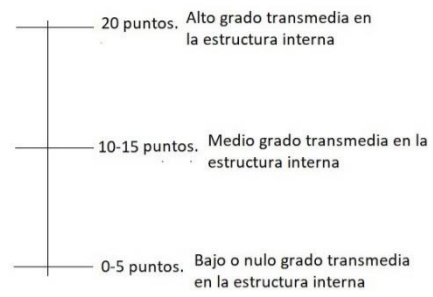 20 puntos. Alto grado transmedia en
la estructura interna
10-15 puntos. Medio grado transmedia en la
estructura interna
0-5 puntos. Bajo o nulo grado transmedia
en la estructura interna